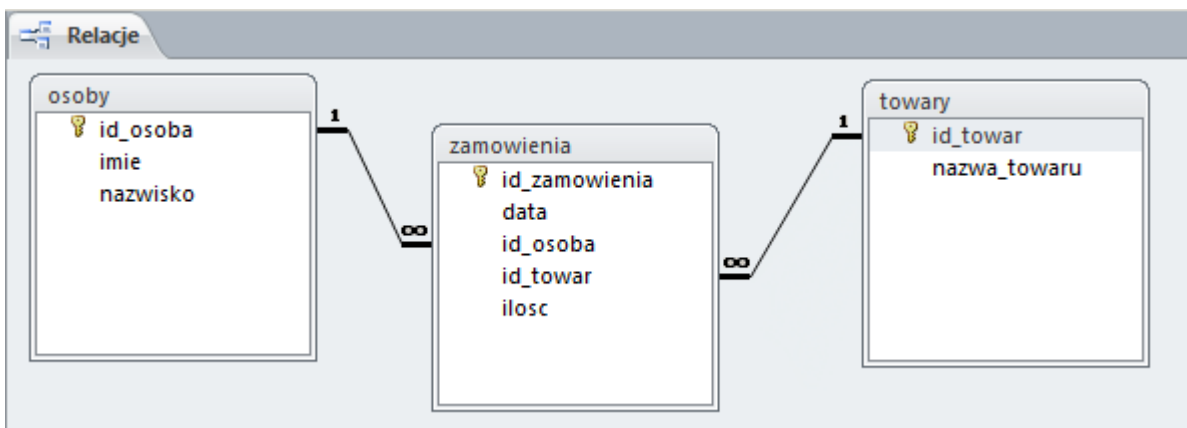 Relacje
osoby
id_osoba
imie
nazwisko
1
∞
zamowienia
id_zamowienia
data
id_osoba
id_towar
ilosc
∞
1
towary
id_towar
nazwa_towaru